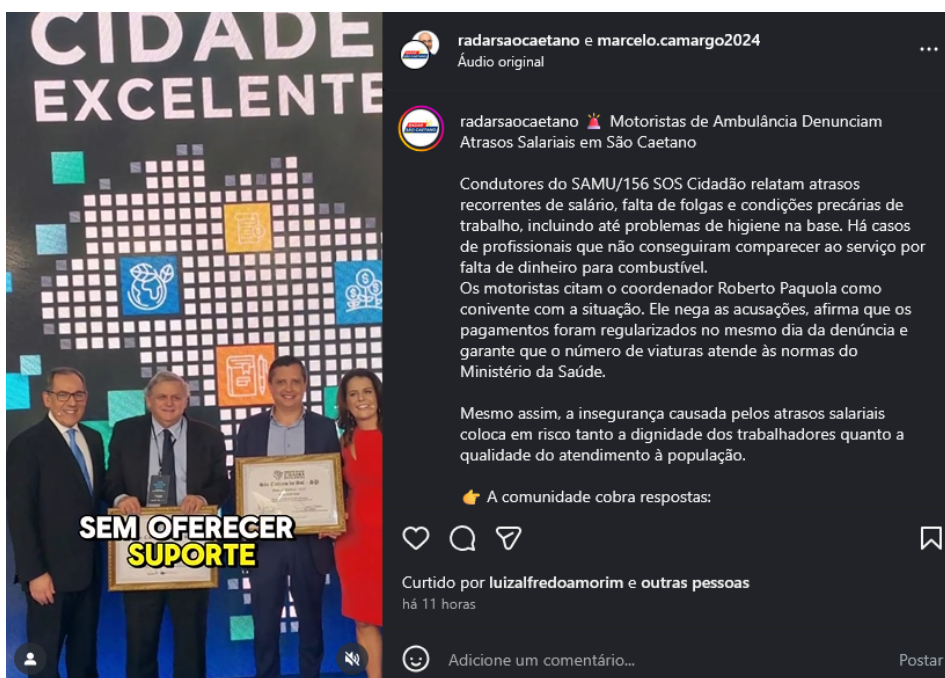 CIDADE
EXCELENTE
SEM OFERECER
SUPORTE
radarsaocaetano e marcelo.camargo2024
Áudio original
radarsaocaetano 🚨 Motoristas de Ambulância Denunciam
Atrasos Salariais em São Caetano
Condutores do SAMU/156 SOS Cidadão relatam atrasos
recorrentes de salário, falta de folgas e condições precárias de
trabalho, incluindo até problemas de higiene na base. Há casos
de profissionais que não conseguiram comparecer ao serviço por
falta de dinheiro para combustível.
Os motoristas citam o coordenador Roberto Paquola como
conivente com a situação. Ele nega as acusações, afirma que os
pagamentos foram regularizados no mesmo dia da denúncia e
garante que o número de viaturas atende às normas do
Ministério da Saúde.
Mesmo assim, a insegurança causada pelos atrasos salariais
coloca em risco tanto a dignidade dos trabalhadores quanto a
qualidade do atendimento à população.
👉 A comunidade cobra respostas:
Curtido por luizalfredoamorim e outras pessoas
há 11 horas
Adicione um comentário...
Postar